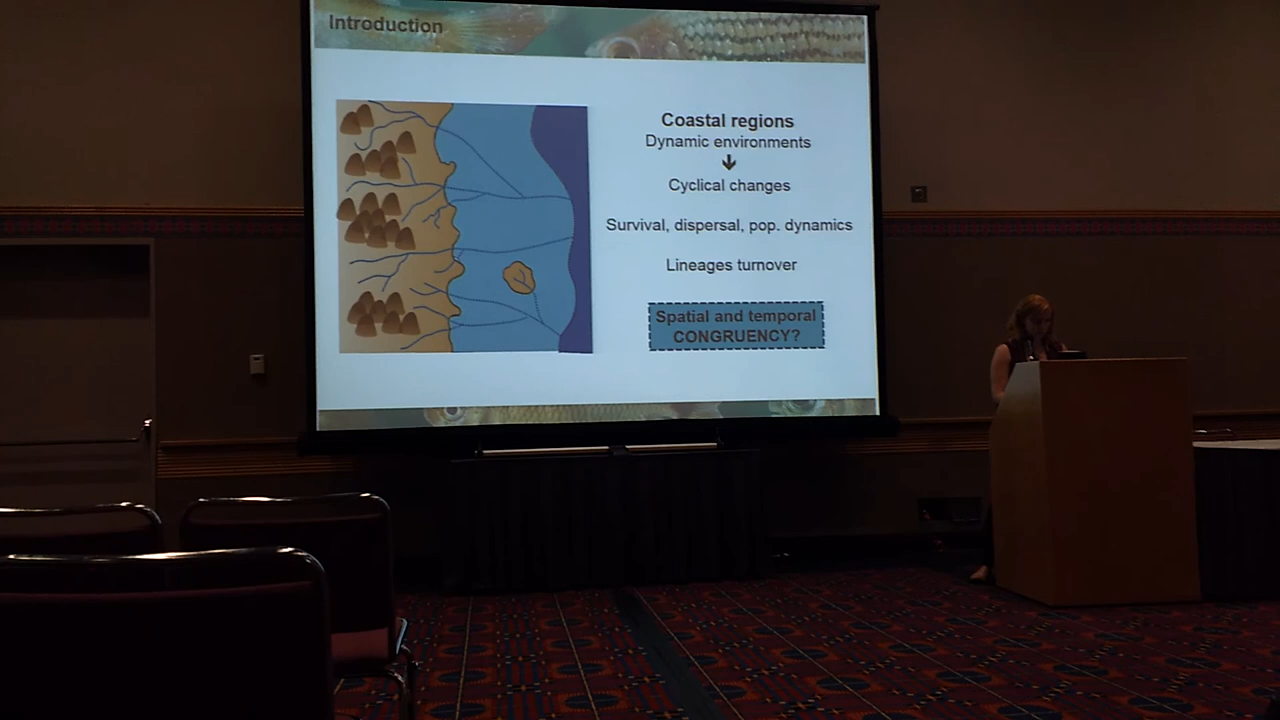 Introduction
Coastal regions
Dynamic environments
Cyclical changes
Survival, dispersal, pop. dynamics
Lineages turnover
Spatial and temporal
CONGRUENCY?